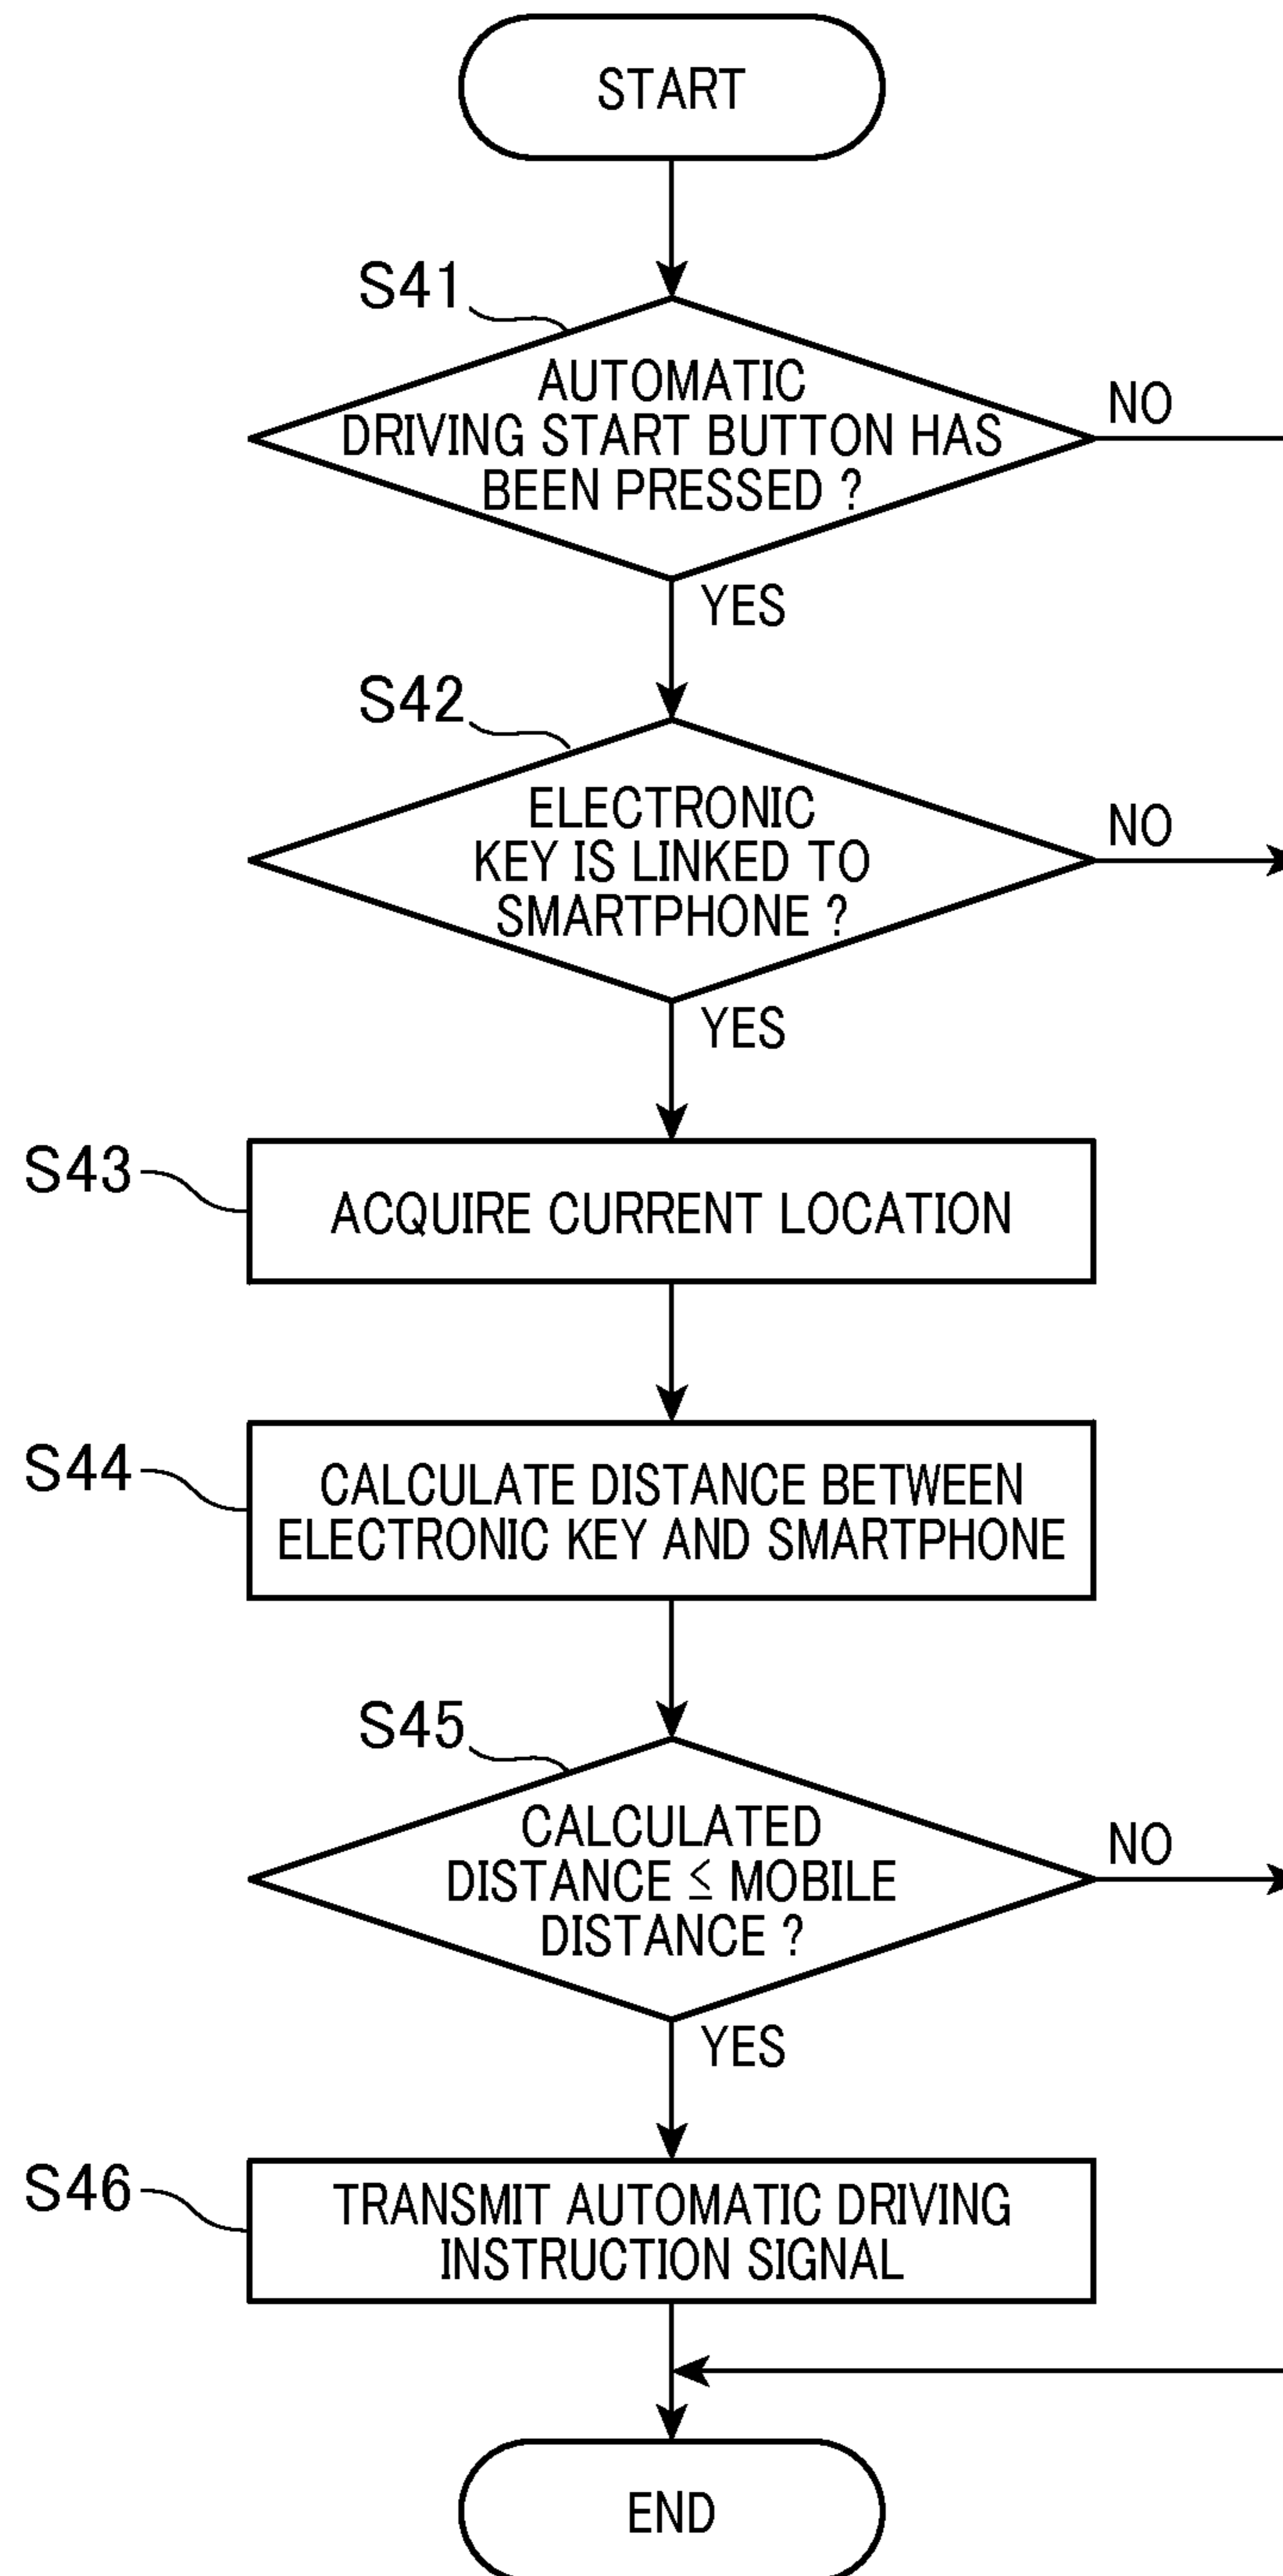 START
S41
AUTOMATIC
DRIVING START BUTTON HAS
BEEN PRESSED ?
NO
YES
S42
ELECTRONIC
KEY IS LINKED TO
SMARTPHONE ?
NO
YES
S43
ACQUIRE CURRENT LOCATION
S44
CALCULATE DISTANCE BETWEEN
ELECTRONIC KEY AND SMARTPHONE
S45
CALCULATED
DISTANCE ≤ MOBILE
DISTANCE ?
NO
YES
S46
TRANSMIT AUTOMATIC DRIVING
INSTRUCTION SIGNAL
END